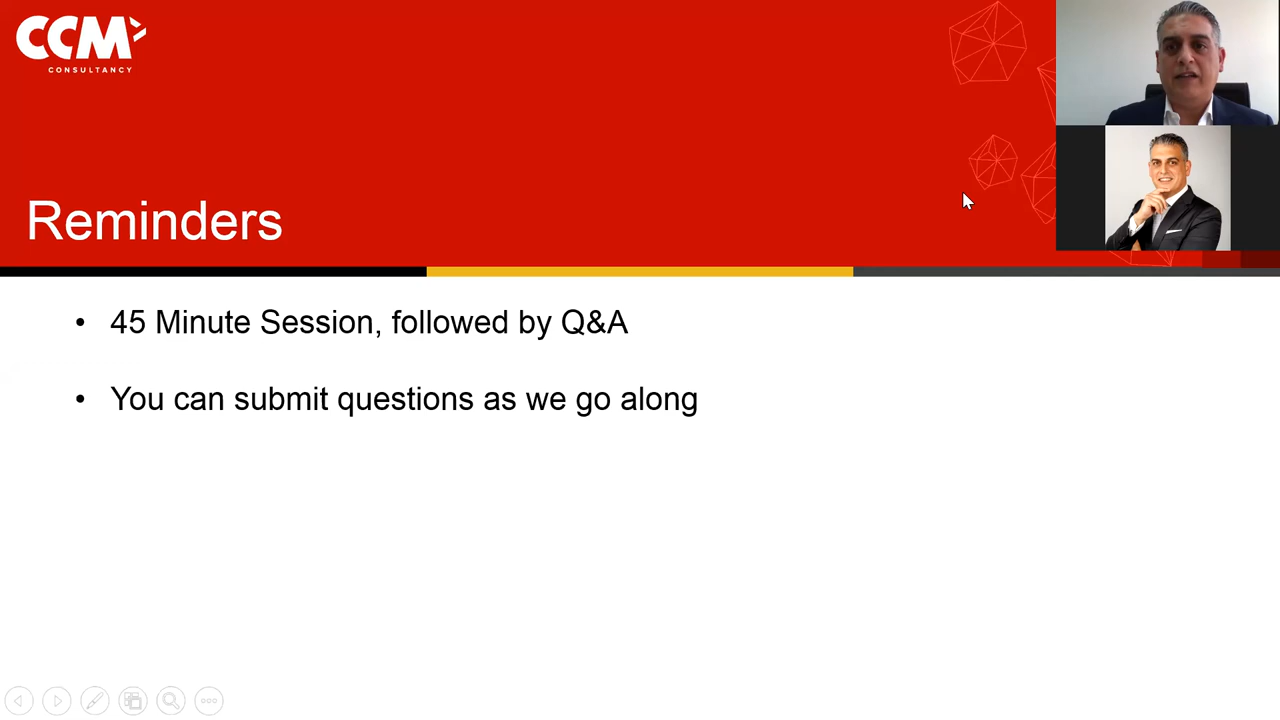 CCM
CONSULTANCY
Reminders
• 45 Minute Session, followed by Q&A
• You can submit questions as we go along